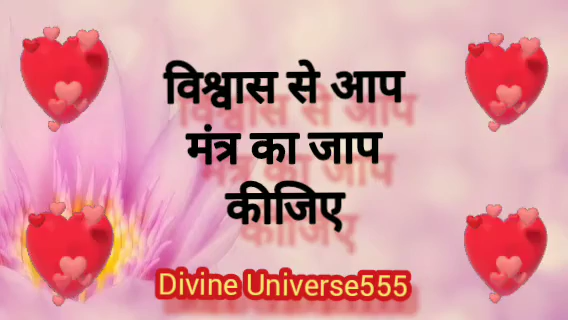 विश्वास से आप
मंत्र का जाप
कीजिए
Divine Universe555